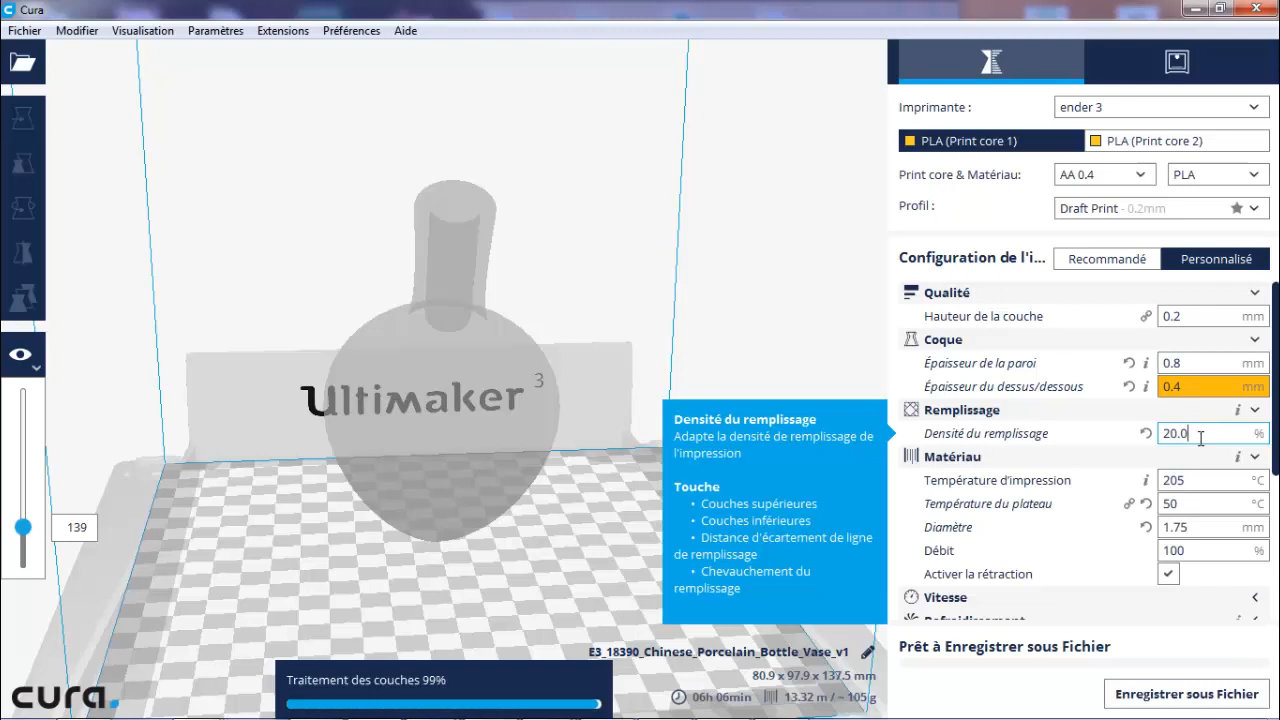 Cura
Fichier Modifier Visualisation Paramètres Extensions Préférences Aide
139
Ultimaker 3
Traitement des couches 99%
cura.
E3_18390_Chinese_Porcelain_Bottle_Vase_v1
80.9 x 97.9 x 137.5 mm
06h 06min 13.32 m / ~ 105 g
Densité du remplissage
Adapte la densité de remplissage de
l'impression
Touche
• Couches supérieures
• Couches inférieures
• Distance d'écartement de ligne
de remplissage
• Chevauchement du
remplissage
Imprimante : ender 3
PLA (Print core 1) PLA (Print core 2)
Print core & Matériau: AA 0.4 PLA
Profil : Draft Print - 0.2mm
Configuration de l'i... Recommandé Personnalisé
Qualité
Hauteur de la couche 0.2 mm
Coque
Épaisseur de la paroi 0.8 mm
Épaisseur du dessus/dessous 0.4 mm
Remplissage
Densité du remplissage 20.0 %
Matériau
Température d'impression 205 °C
Température du plateau 50 °C
Diamètre 1.75 mm
Débit 100 %
Activer la rétraction
Vitesse
Refroidissement
Prêt à Enregistrer sous Fichier
Enregistrer sous Fichier